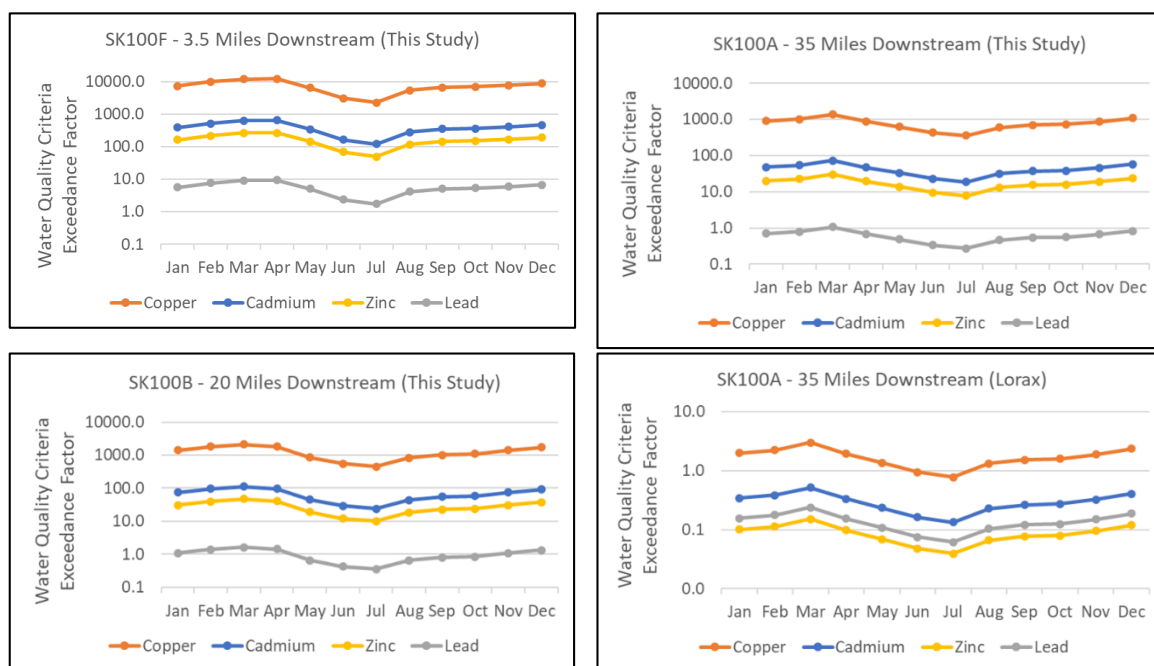 SK100F - 3.5 Miles Downstream (This Study)
Water Quality Criteria
Exceedance Factor
10000.0
1000.0
100.0
10.0
1.0
0.1
Jan Feb Mar Apr May Jun Jul Aug Sep Oct Nov Dec
Copper Cadmium Zinc Lead
SK100A - 35 Miles Downstream (This Study)
Water Quality Criteria
Exceedance Factor
10000.0
1000.0
100.0
10.0
1.0
0.1
Jan Feb Mar Apr May Jun Jul Aug Sep Oct Nov Dec
Copper Cadmium Zinc Lead
SK100B - 20 Miles Downstream (This Study)
Water Quality Criteria
Exceedance Factor
10000.0
1000.0
100.0
10.0
1.0
0.1
Jan Feb Mar Apr May Jun Jul Aug Sep Oct Nov Dec
Copper Cadmium Zinc Lead
SK100A - 35 Miles Downstream (Lorax)
Water Quality Criteria
Exceedance Factor
10.0
1.0
0.1
0.0
Jan Feb Mar Apr May Jun Jul Aug Sep Oct Nov Dec
Copper Cadmium Zinc Lead